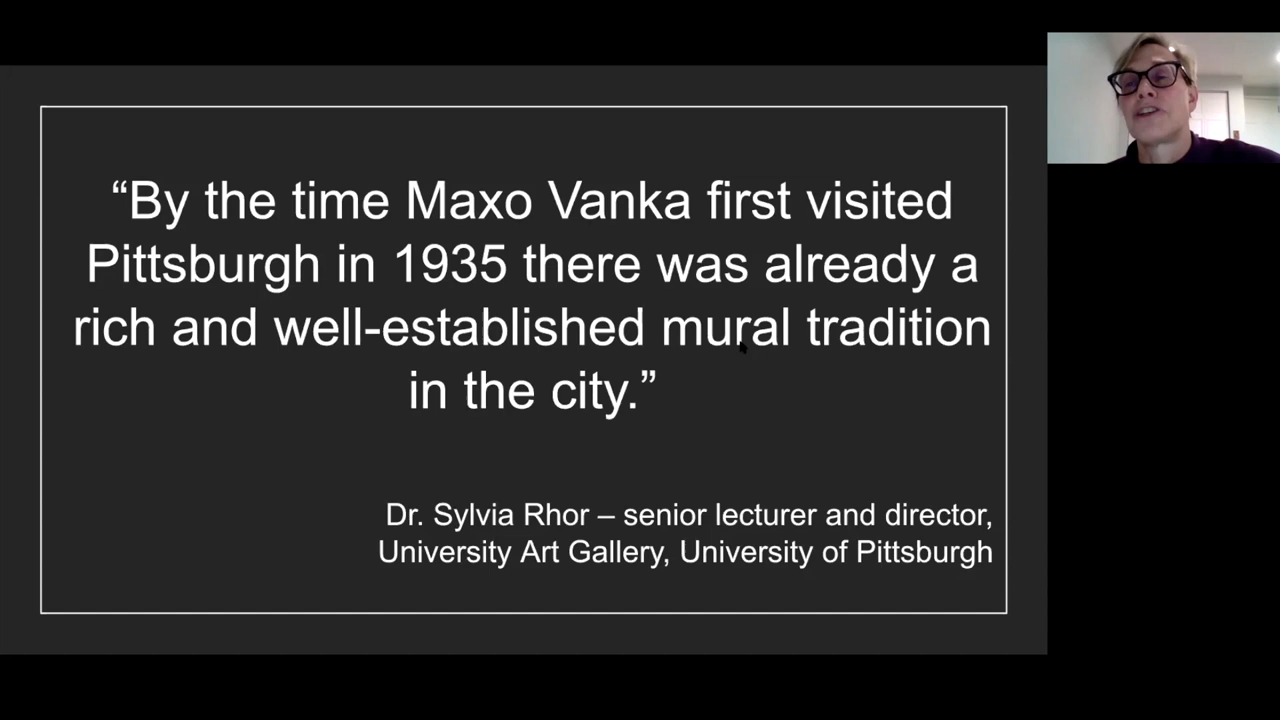 “By the time Maxo Vanka first visited
Pittsburgh in 1935 there was already a
rich and well-established mural tradition
in the city.”
Dr. Sylvia Rhor – senior lecturer and director,
University Art Gallery, University of Pittsburgh